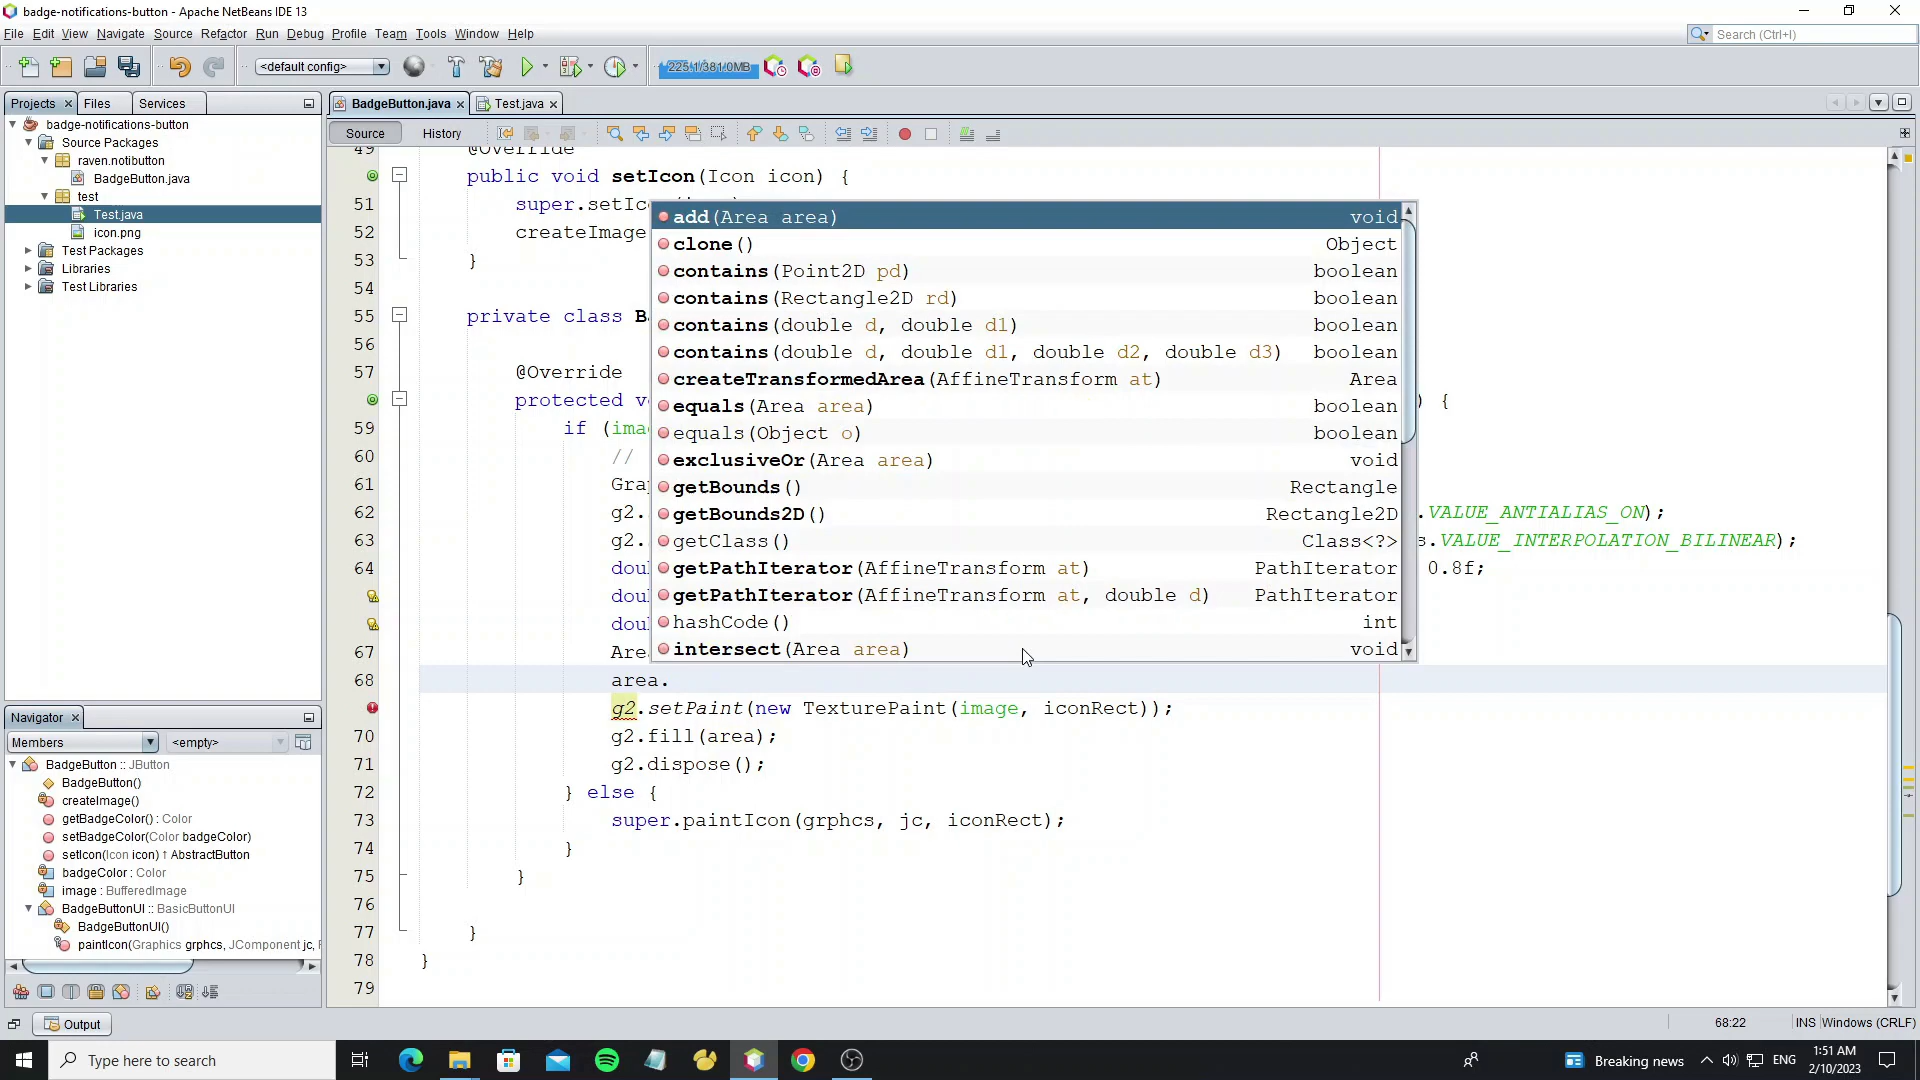 badge-notifications-button - Apache NetBeans IDE 13
File Edit View Navigate Source Refactor Run Debug Profile Team Tools Window Help
Search (Ctrl+I)
<default config>
225.1/381.0MB
Projects Files Services
BadgeButton.java Test.java
Source History
badge-notifications-button
Source Packages
raven.notibutton
BadgeButton.java
test
Test.java
icon.png
Test Packages
Libraries
Test Libraries
49 @Override
public void setIcon(Icon icon) {
51 super.setIc
52 createImage
53 }
54
55 private class B
56
57 @Override
protected v ) {
59 if (ima
60 //
61 Gra
62 g2. .VALUE_ANTIALIAS_ON);
63 g2. s.VALUE_INTERPOLATION_BILINEAR);
64 dou 0.8f;
dou
dou
67 Are
68 area.
g2.setPaint(new TexturePaint(image, iconRect));
70 g2.fill(area);
71 g2.dispose();
72 } else {
73 super.paintIcon(grphcs, jc, iconRect);
74 }
75 }
76
77 }
78 }
79
add(Area area) void
clone() Object
contains(Point2D pd) boolean
contains(Rectangle2D rd) boolean
contains(double d, double d1) boolean
contains(double d, double d1, double d2, double d3) boolean
createTransformedArea(AffineTransform at) Area
equals(Area area) boolean
equals(Object o) boolean
exclusiveOr(Area area) void
getBounds() Rectangle
getBounds2D() Rectangle2D
getClass() Class<?>
getPathIterator(AffineTransform at) PathIterator
getPathIterator(AffineTransform at, double d) PathIterator
hashCode() int
intersect(Area area) void
Navigator
Members <empty>
BadgeButton :: JButton
BadgeButton()
createImage()
getBadgeColor() : Color
setBadgeColor(Color badgeColor)
setIcon(Icon icon) † AbstractButton
badgeColor : Color
image : BufferedImage
BadgeButtonUI :: BasicButtonUI
BadgeButtonUI()
paintIcon(Graphics grphcs, JComponent jc,
Output
68:22 INS Windows (CRLF)
Type here to search
Breaking news
ENG
1:51 AM
2/10/2023